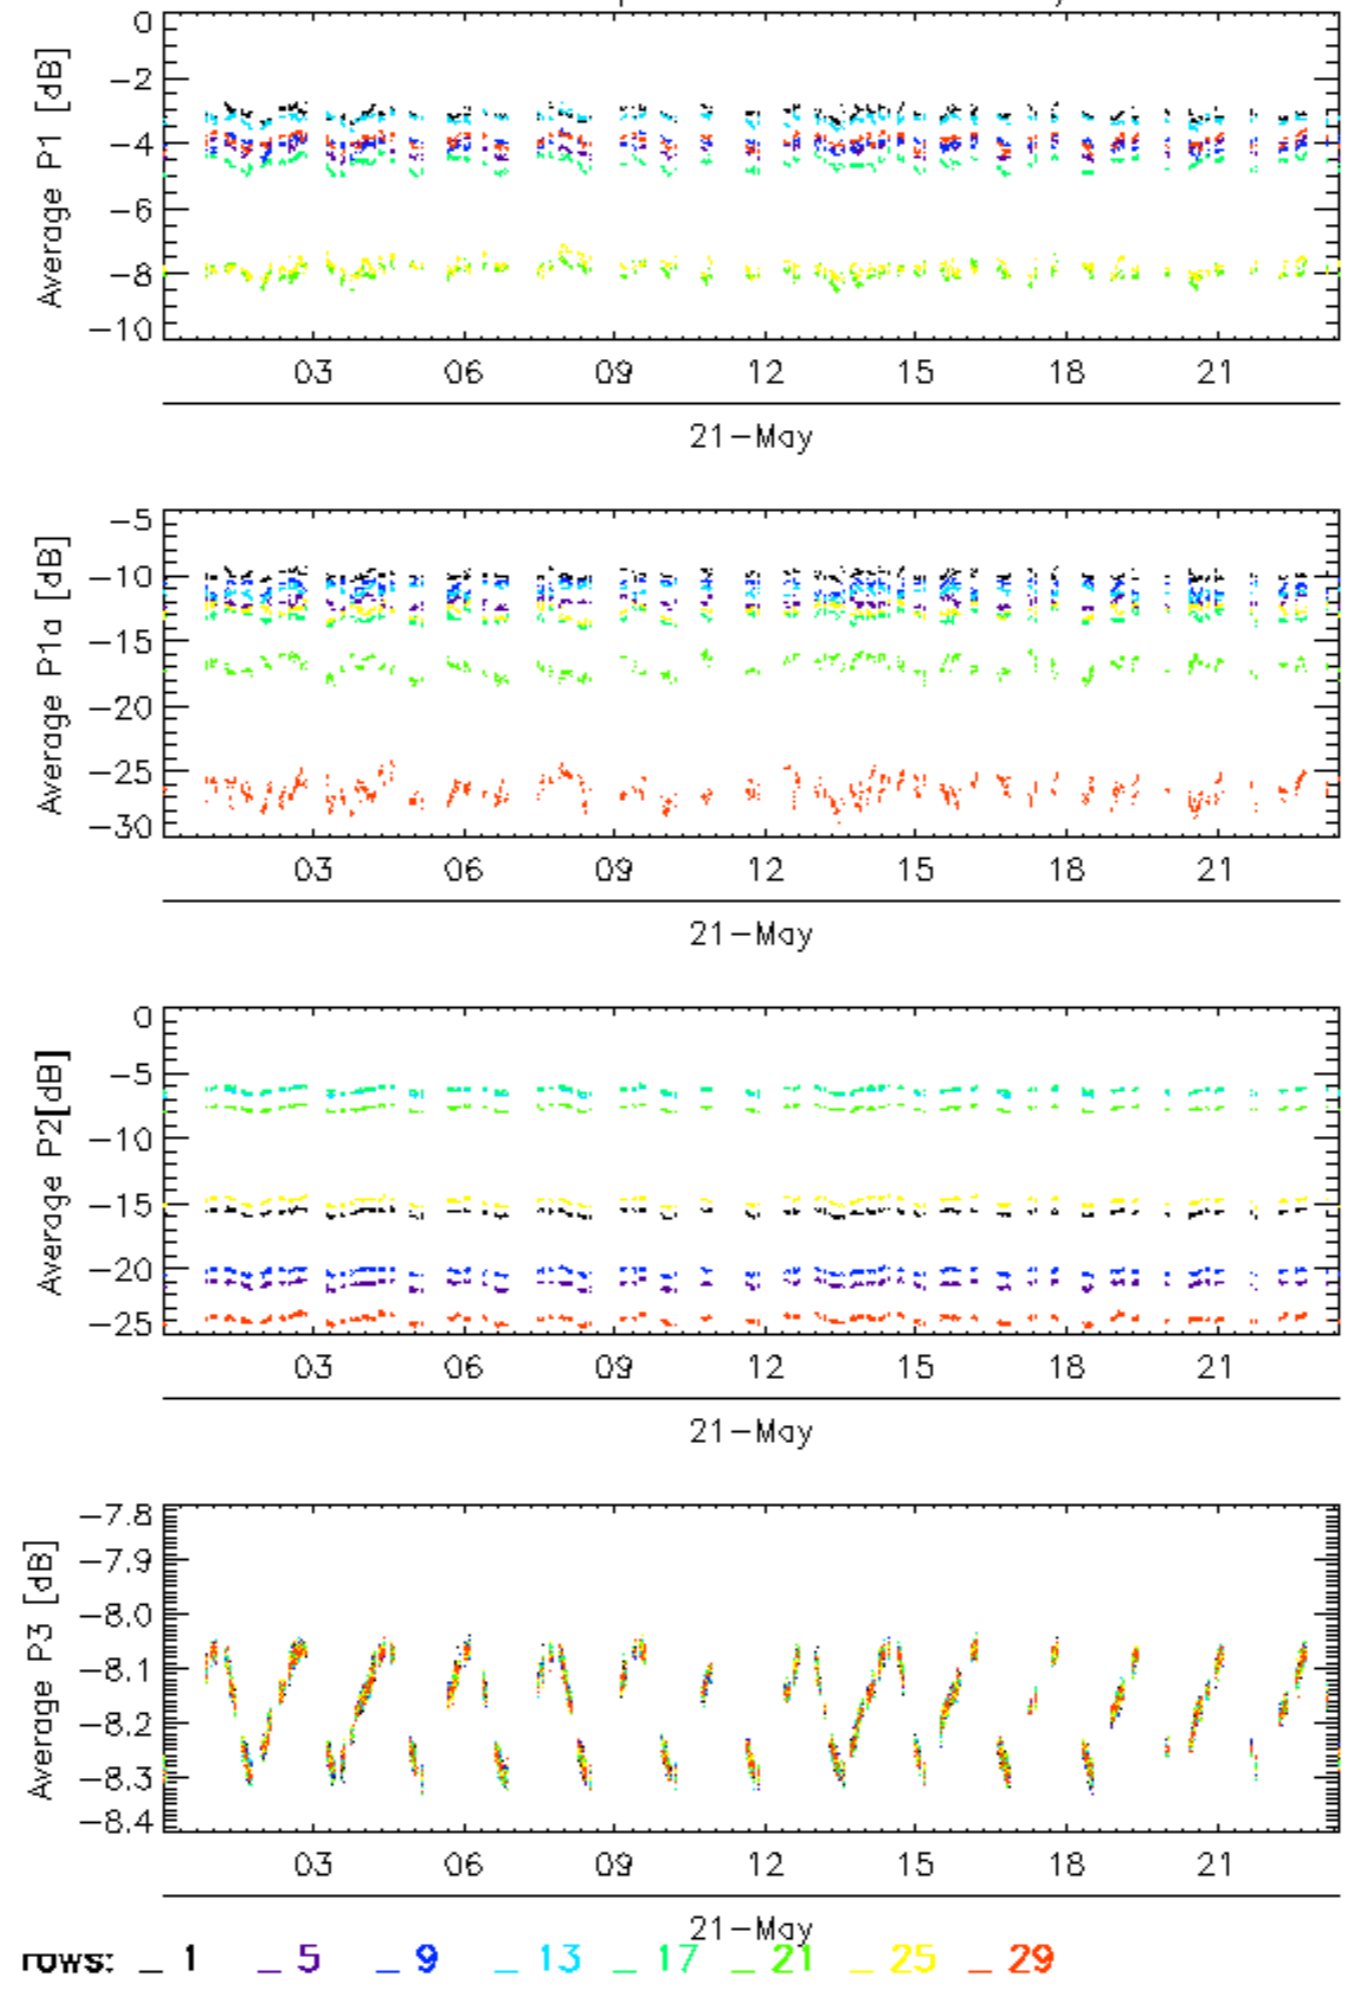 0
−2
−4
−6
−8
−10
Average P1 [dB]
03 06 09 12 15 18 21
21−May
−5
−10
−15
−20
−25
−30
Average P1a [dB]
03 06 09 12 15 18 21
21−May
0
−5
−10
−15
−20
−25
Average P2[dB]
03 06 09 12 15 18 21
21−May
−7.8
−7.9
−8.0
−8.1
−8.2
−8.3
−8.4
Average P3 [dB]
03 06 09 12 15 18 21
21−May
rows: _ 1 _ 5 _ 9 _ 13 _ 17 _ 21 _ 25 _ 29